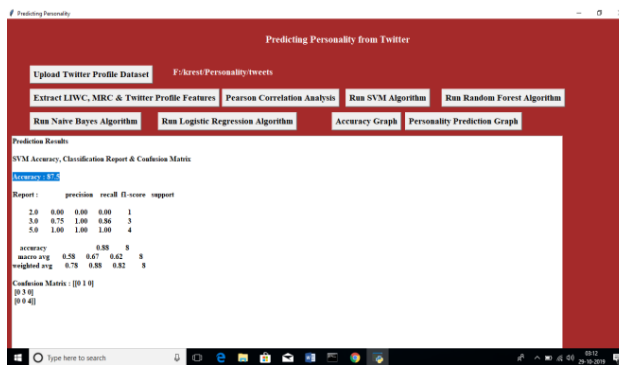 Predicting Personality
Predicting Personality from Twitter
Upload Twitter Profile Dataset F:/krest/Personality/tweets
Extract LIWC, MRC & Twitter Profile Features Pearson Correlation Analysis Run SVM Algorithm Run Random Forest Algorithm
Run Naive Bayes Algorithm Run Logistic Regression Algorithm Accuracy Graph Personality Prediction Graph
Prediction Results
SVM Accuracy, Classification Report & Confusion Matrix
Accuracy : 87.5
Report : precision recall f1-score support
2.0 0.00 0.00 0.00 1
3.0 0.75 1.00 0.86 3
5.0 1.00 1.00 1.00 4
accuracy 0.88 8
macro avg 0.58 0.67 0.62 8
weighted avg 0.78 0.88 0.82 8
Confusion Matrix : [[0 1 0]
[0 3 0]
[0 0 4]]
Type here to search
03:12
29-10-2019